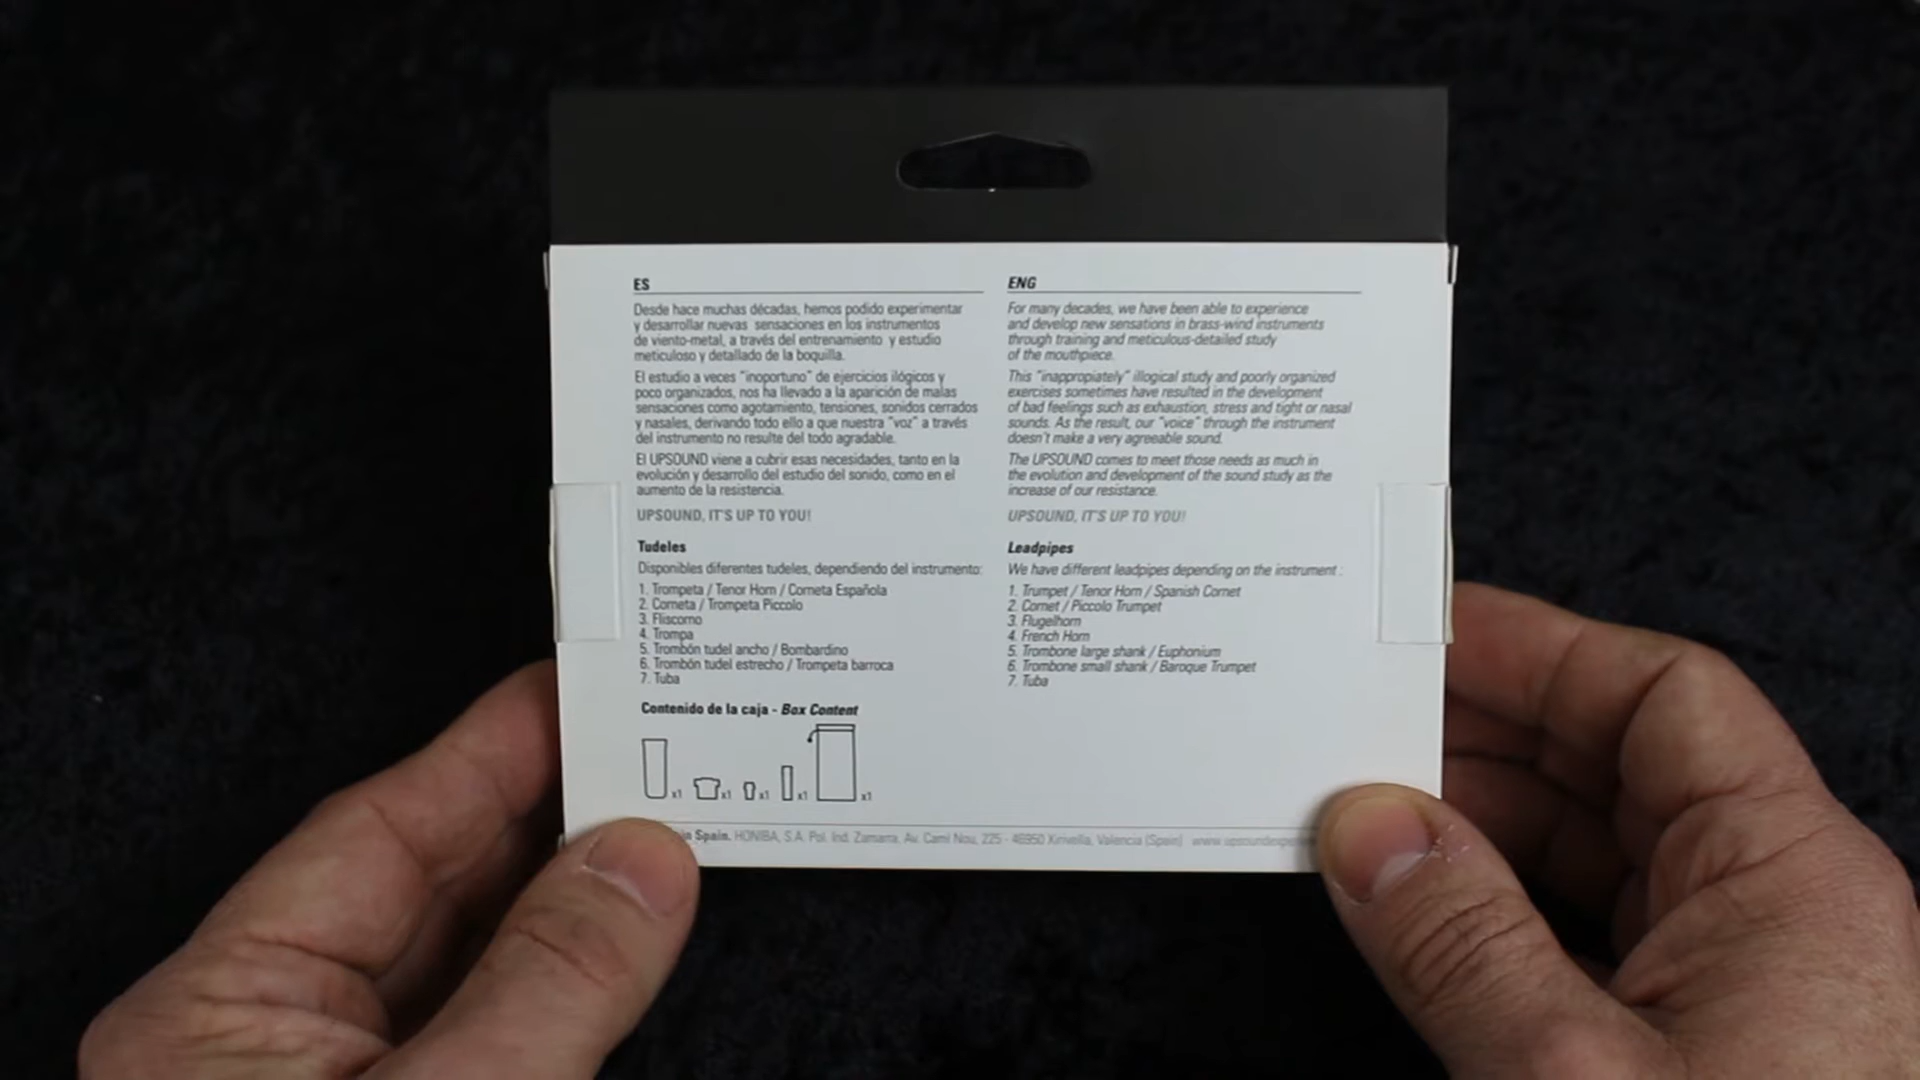 ES
Desde hace muchas décadas, hemos podido experimentar
y desarrollar nuevas sensaciones en los instrumentos
de viento-metal, a través del entrenamiento y estudio
meticuloso y detallado de la boquilla.
El estudio a veces "inoportuno" de ejercicios ilógicos y
poco organizados, nos ha llevado a la aparición de malas
sensaciones como agotamiento, tensiones, sonidos cerrados
y nasales, derivando todo ello a que nuestra "voz" a través
del instrumento no resulte del todo agradable.
El UPSOUND viene a cubrir esas necesidades, tanto en la
evolución y desarrollo del estudio del sonido, como en el
aumento de la resistencia.
UPSOUND, IT'S UP TO YOU!
Tudeles
Disponibles diferentes tudeles, dependiendo del instrumento:
1. Trompeta / Tenor Horn / Corneta Española
2. Corneta / Trompeta Piccolo
3. Fliscorno
4. Trompa
5. Trombón tudel ancho / Bombardino
6. Trombón tudel estrecho / Trompeta barroca
7. Tuba
ENG
For many decades, we have been able to experience
and develop new sensations in brass-wind instruments
through training and meticulous-detailed study
of the mouthpiece.
This "inappropiately" illogical study and poorly organized
exercises sometimes have resulted in the development
of bad feelings such as exhaustion, stress and tight or nasal
sounds. As the result, our "voice" through the instrument
doesn't make a very agreeable sound.
The UPSOUND comes to meet those needs as much in
the evolution and development of the sound study as the
increase of our resistance.
UPSOUND, IT'S UP TO YOU!
Leadpipes
We have different leadpipes depending on the instrument :
1. Trumpet / Tenor Horn / Spanish Cornet
2. Cornet / Piccolo Trumpet
3. Flugelhorn
4. French Horn
5. Trombone large shank / Euphonium
6. Trombone small shank / Baroque Trumpet
7. Tuba
Contenido de la caja - Box Content
x1 x1 x1 x1 x1
in Spain. HONIBA, S.A. Pol. Ind. Zamarra, Av. Camí Nou, 225 - 46950 Xirivella, Valencia (Spain)